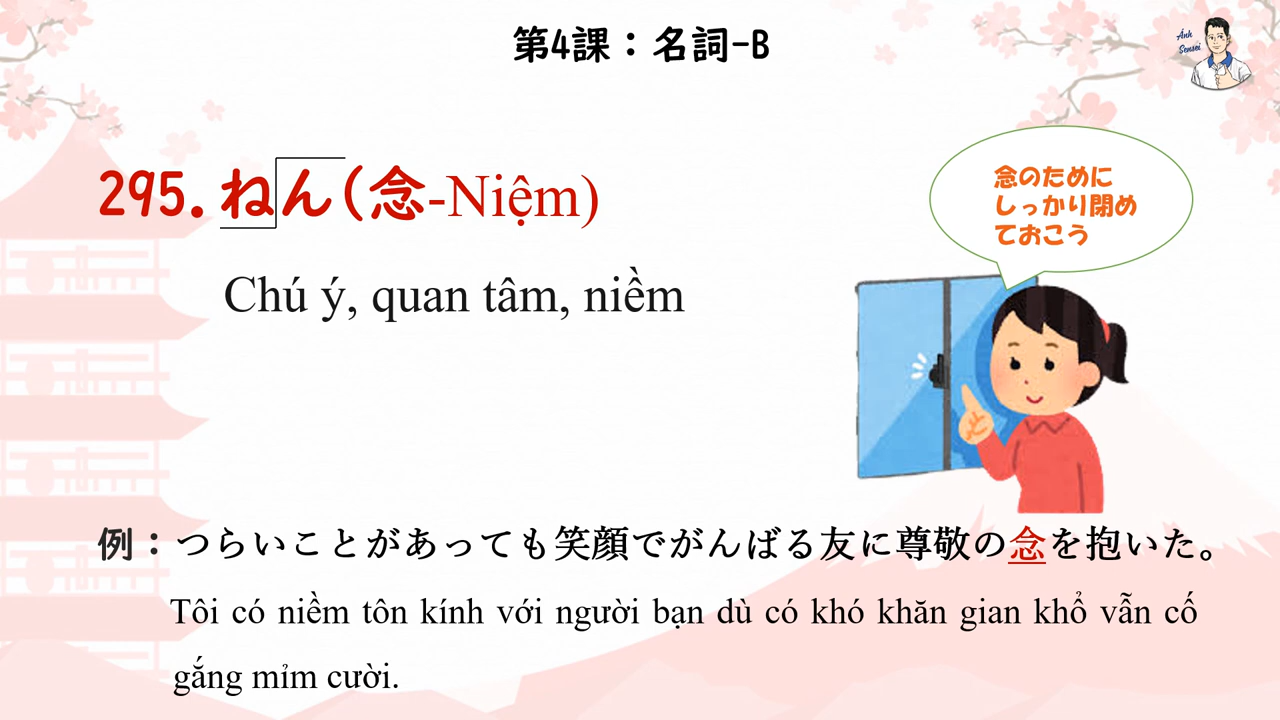 第4課：名詞-B
Anh
Sensei
295.ねん(念-Niệm)
念のために
しっかり閉め
ておこう
Chú ý, quan tâm, niềm
例：つらいことがあっても笑顔でがんばる友に尊敬の念を抱いた。
Tôi có niềm tôn kính với người bạn dù có khó khăn gian khổ vẫn cố
gắng mỉm cười.